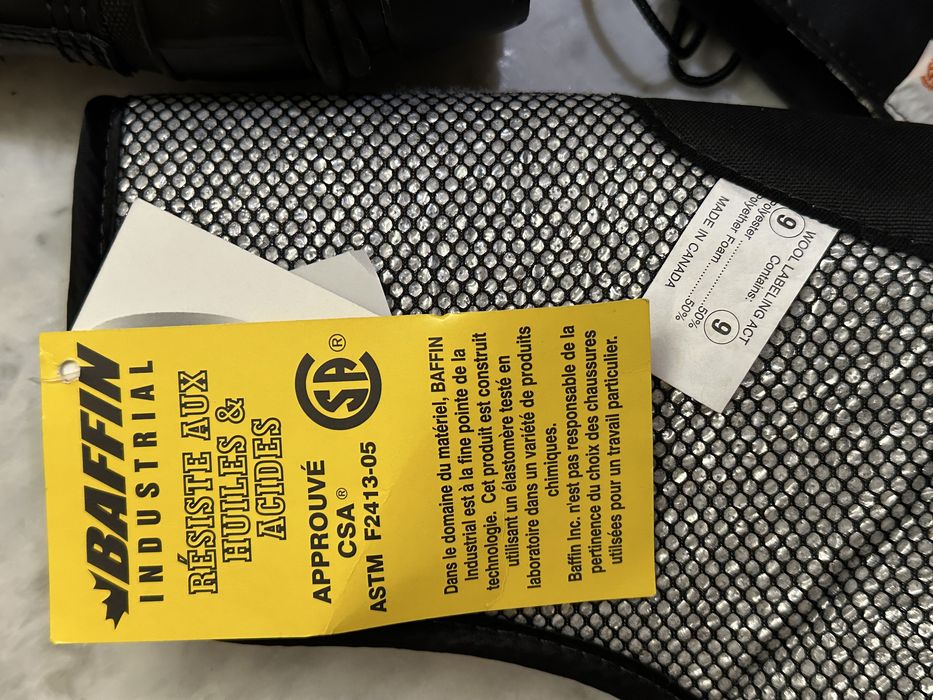 BAFFIN
INDUSTRIAL
RÉSISTE AUX
HUILES &
ACIDES
APPROUVÉ
CSA®
ASTM F2413-05
SA®
Dans le domaine du matériel, BAFFIN
Industrial est à la fine pointe de la
technologie. Cet produit est construit
utilisant un élastomère testé en
laboratoire dans un variété de produits
chimiques.
Baffin Inc. n'est pas responsable de la
pertinence du choix des chaussures
utilisées pour un travail particulier.
9 WOOL LABELING ACT 9
Contains:
Polyester ............50%
Polyether Foam ......50%
MADE IN CANADA